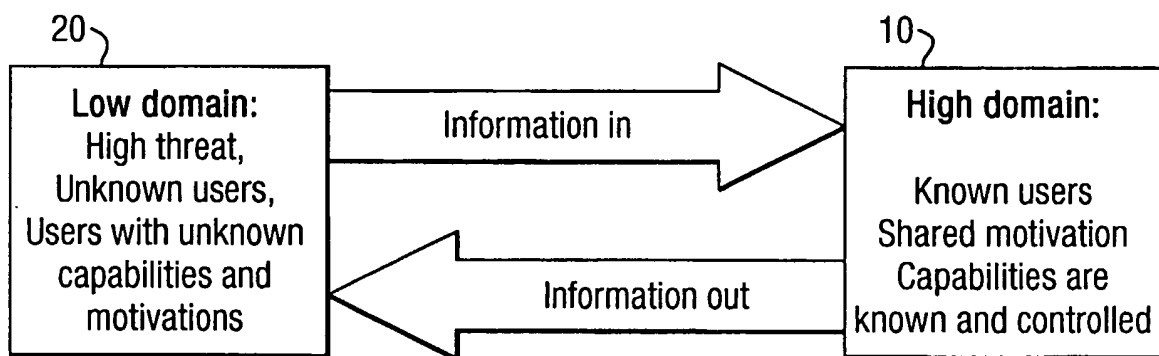 20
Low domain:
High threat,
Unknown users,
Users with unknown
capabilities and
motivations
Information in
Information out
10
High domain:
Known users
Shared motivation
Capabilities are
known and controlled